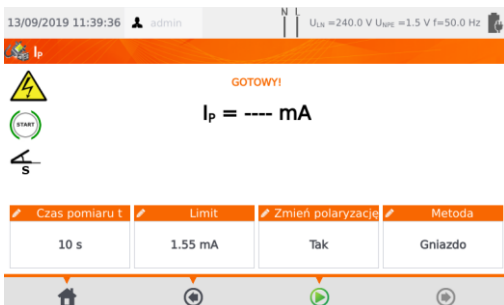 13/09/2019 11:39:36 admin N L ULN =240.0 V UNPE =1.5 V f=50.0 Hz
IP
GOTOWY!
IP = ---- mA
START
S
Czas pomiaru t Limit Zmień polaryzację Metoda
10 s 1.55 mA Tak Gniazdo